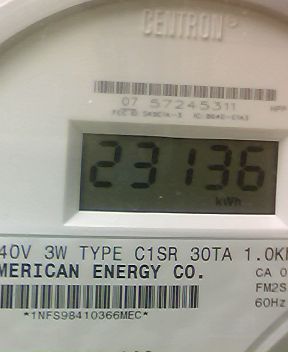 CENTRON
07 57245311
23136
kWh
40V 3W TYPE C1SR 30TA 1.0K
MERICAN ENERGY CO.
CA 0
FM2S
60Hz
*1NFS98410366MEC*